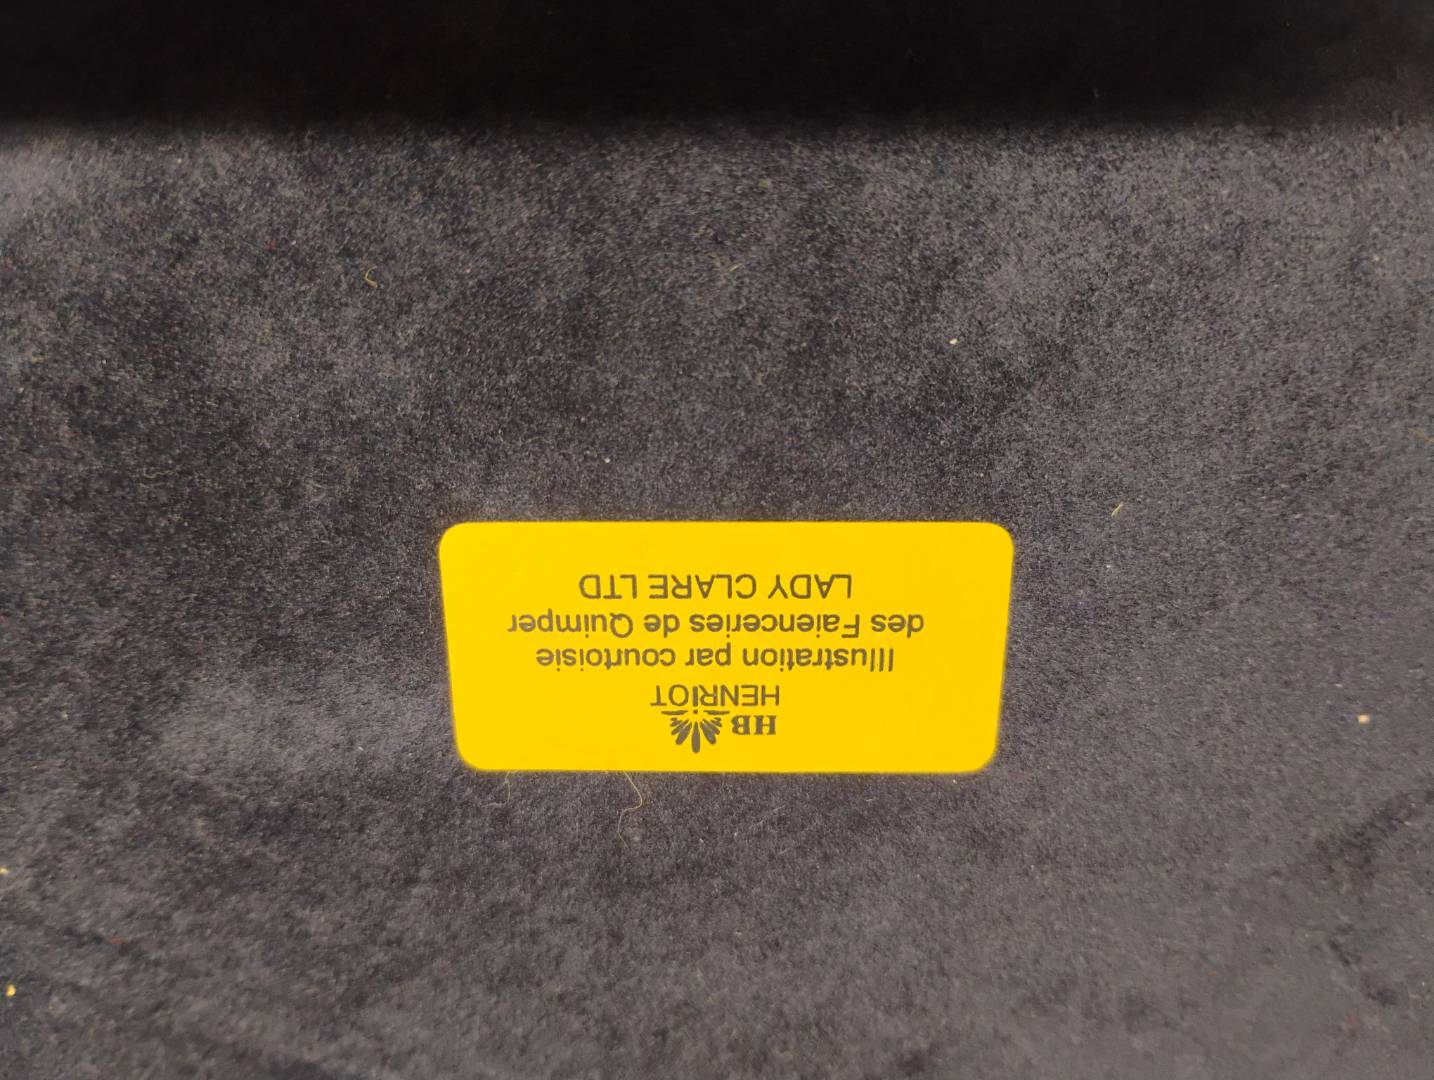 HB
HENRIOT
Illustration par courtoisie
des Faienceries de Quimper
LADY CLARE LTD